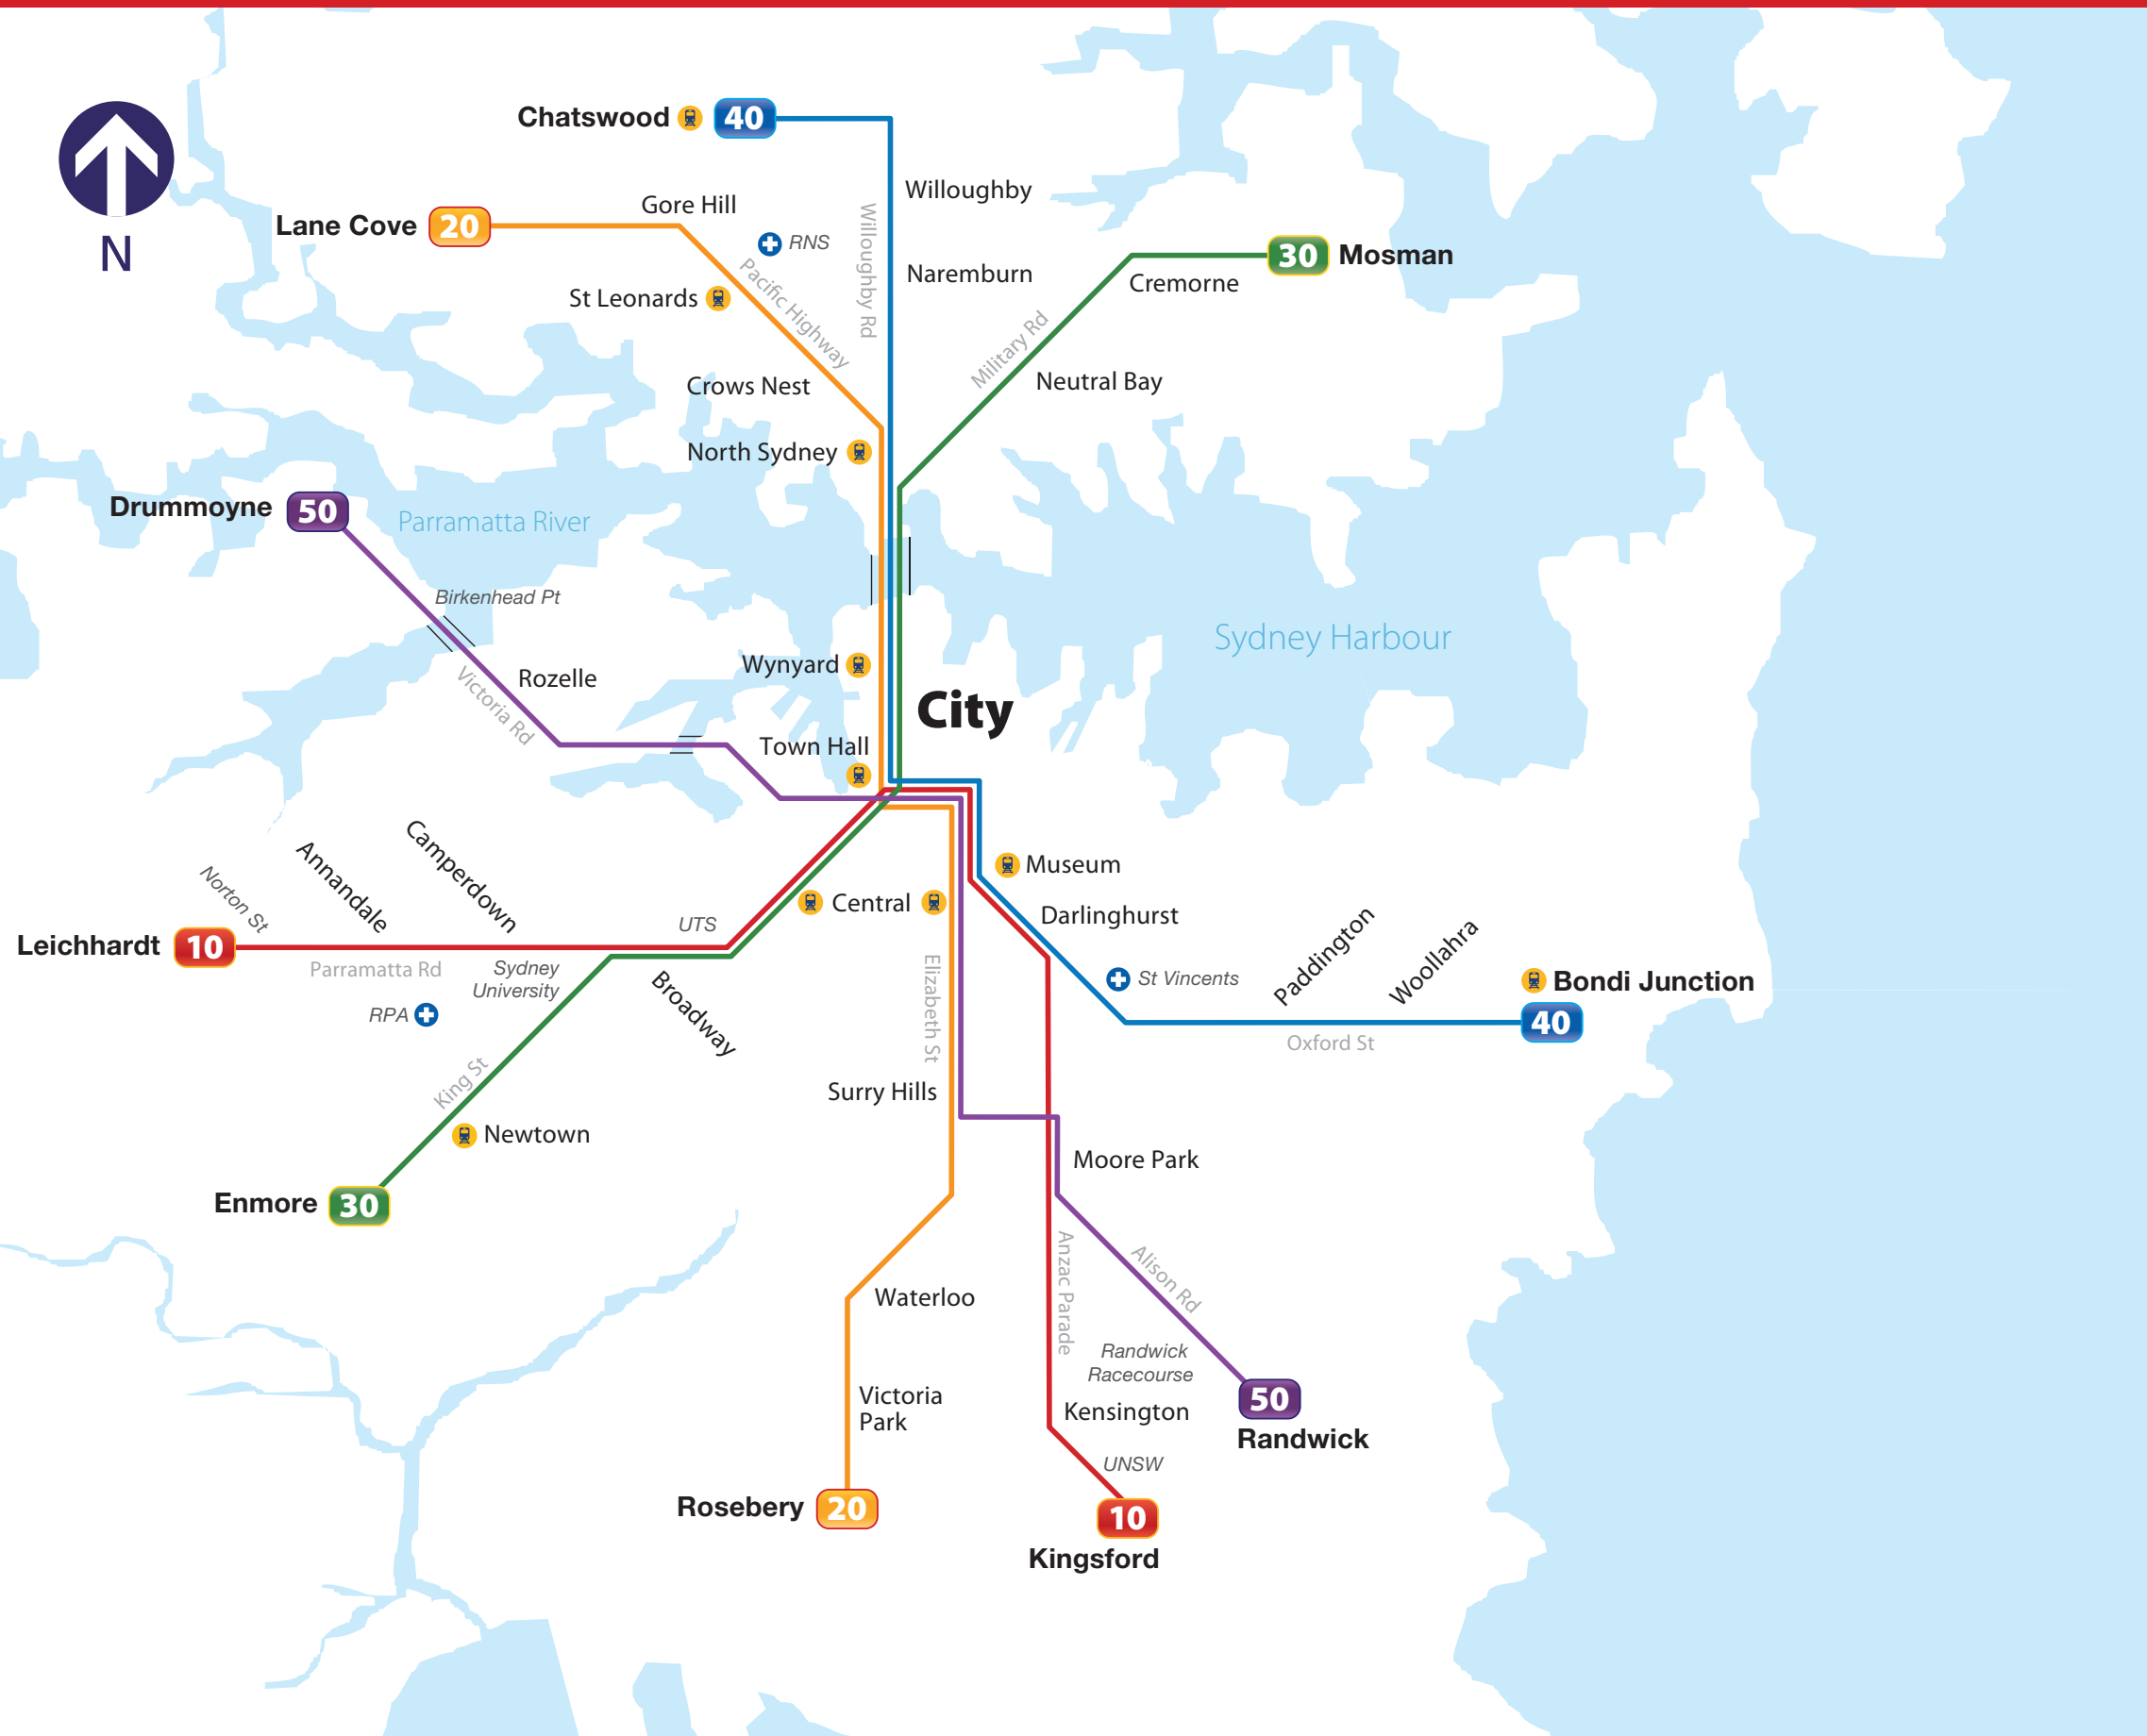 Chatswood
40
Willoughby
Lane Cove
20
Gore Hill
RNS
Willoughby Rd
N
30
Mosman
Naremburn
Cremorne
St Leonards
Pacific Highway
Military Rd
Crows Nest
Neutral Bay
North Sydney
Drummoyne
50
Parramatta River
Birkenhead Pt
Sydney Harbour
Wynyard
Rozelle
Victoria Rd
City
Town Hall
Camperdown
Annandale
Norton St
Museum
Central
Darlinghurst
Paddington
Woollahra
UTS
Leichhardt
10
Parramatta Rd
Sydney
University
St Vincents
Bondi Junction
40
Oxford St
RPA
Broadway
Elizabeth St
King St
Surry Hills
Newtown
Moore Park
Enmore
30
Anzac Parade
Alison Rd
Waterloo
Randwick
Racecourse
Victoria
Park
Kensington
50
Randwick
UNSW
Rosebery
20
10
Kingsford